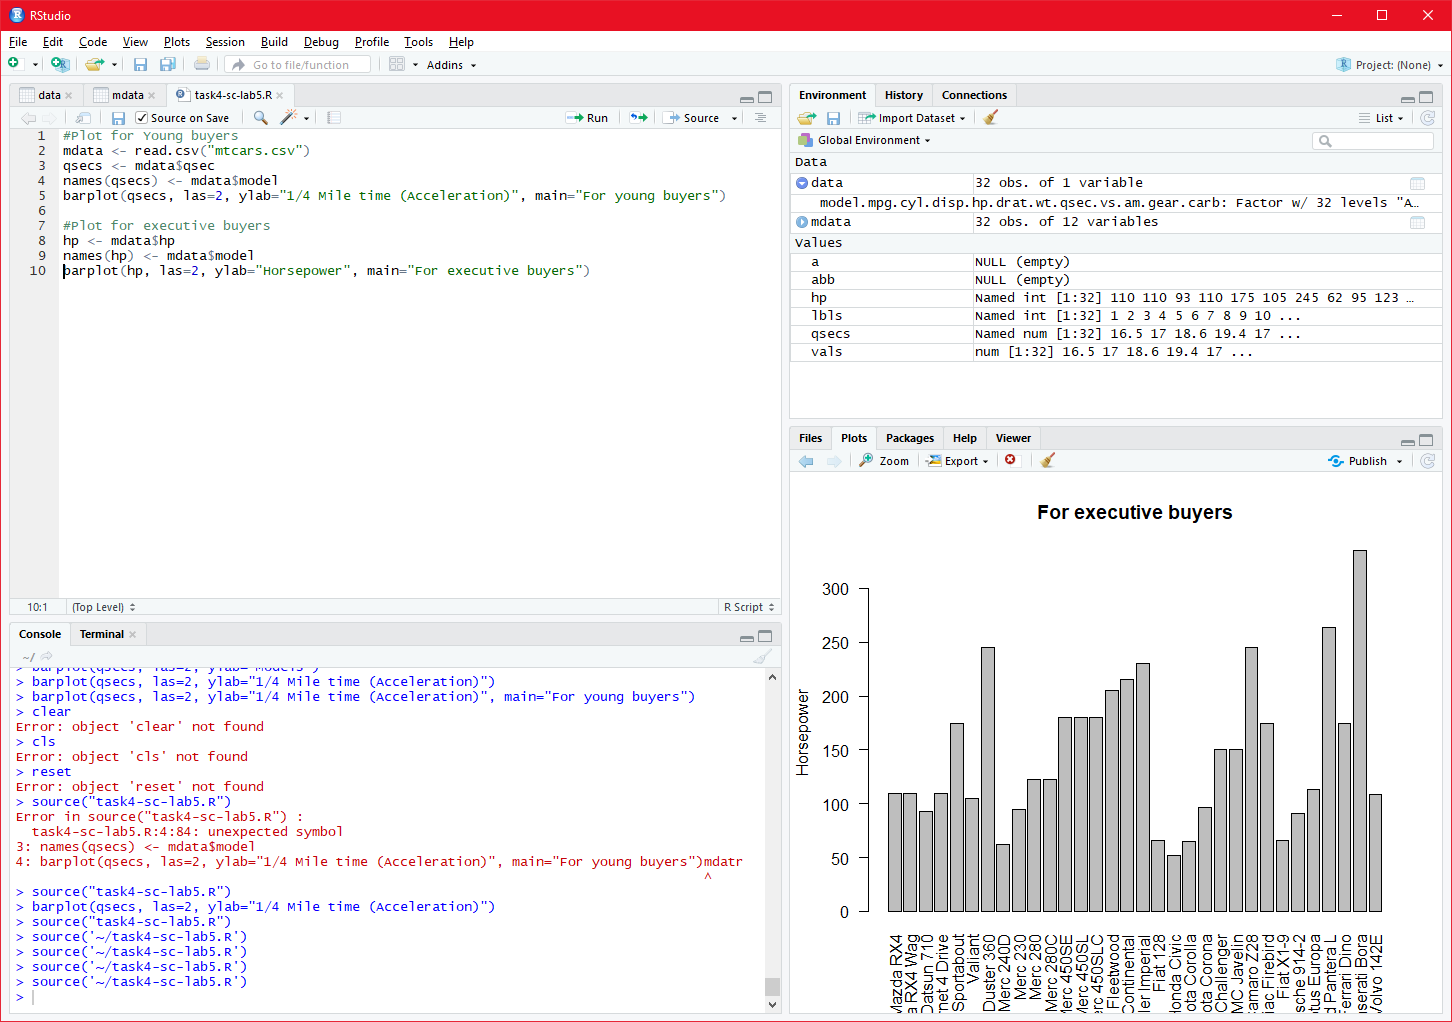 RStudio
File Edit Code View Plots Session Build Debug Profile Tools Help
Go to file/function Addins Project: (None)
data mdata task4-sc-lab5.R
Source on Save Run Source
1 #Plot for Young buyers
2 mdata <- read.csv("mtcars.csv")
3 qsecs <- mdata$qsec
4 names(qsecs) <- mdata$model
5 barplot(qsecs, las=2, ylab="1/4 Mile time (Acceleration)", main="For young buyers")
6
7 #Plot for executive buyers
8 hp <- mdata$hp
9 names(hp) <- mdata$model
10 barplot(hp, las=2, ylab="Horsepower", main="For executive buyers")
10:1 (Top Level) R Script
Console Terminal
~/
> barplot(qsecs, las=2, ylab="Models")
> barplot(qsecs, las=2, ylab="1/4 Mile time (Acceleration)")
> barplot(qsecs, las=2, ylab="1/4 Mile time (Acceleration)", main="For young buyers")
> clear
Error: object 'clear' not found
> cls
Error: object 'cls' not found
> reset
Error: object 'reset' not found
> source("task4-sc-lab5.R")
Error in source("task4-sc-lab5.R") :
task4-sc-lab5.R:4:84: unexpected symbol
3: names(qsecs) <- mdata$model
4: barplot(qsecs, las=2, ylab="1/4 Mile time (Acceleration)", main="For young buyers")mdatr
^
> source("task4-sc-lab5.R")
> barplot(qsecs, las=2, ylab="1/4 Mile time (Acceleration)")
> source("task4-sc-lab5.R")
> source('~/task4-sc-lab5.R')
> source('~/task4-sc-lab5.R')
> source('~/task4-sc-lab5.R')
> source('~/task4-sc-lab5.R')
>
Environment History Connections
Import Dataset List
Global Environment
Data
data 32 obs. of 1 variable
model.mpg.cyl.disp.hp.drat.wt.qsec.vs.am.gear.carb: Factor w/ 32 levels "A…
mdata 32 obs. of 12 variables
Values
a NULL (empty)
abb NULL (empty)
hp Named int [1:32] 110 110 93 110 175 105 245 62 95 123 …
lbls Named int [1:32] 1 2 3 4 5 6 7 8 9 10 ...
qsecs Named num [1:32] 16.5 17 18.6 19.4 17 ...
vals num [1:32] 16.5 17 18.6 19.4 17 ...
Files Plots Packages Help Viewer
Zoom Export Publish
For executive buyers
Horsepower
300
250
200
150
100
50
0
Mazda RX4
a RX4 Wag
Datsun 710
rnet 4 Drive
Sportabout
Valiant
Duster 360
Merc 240D
Merc 230
Merc 280
Merc 280C
Merc 450SE
Merc 450SL
erc 450SLC
Fleetwood
Continental
ler Imperial
Fiat 128
onda Civic
ota Corolla
ota Corona
Challenger
MC Javelin
amaro Z28
iac Firebird
Fiat X1-9
sche 914-2
tus Europa
d Pantera L
Ferrari Dino
serati Bora
Volvo 142E